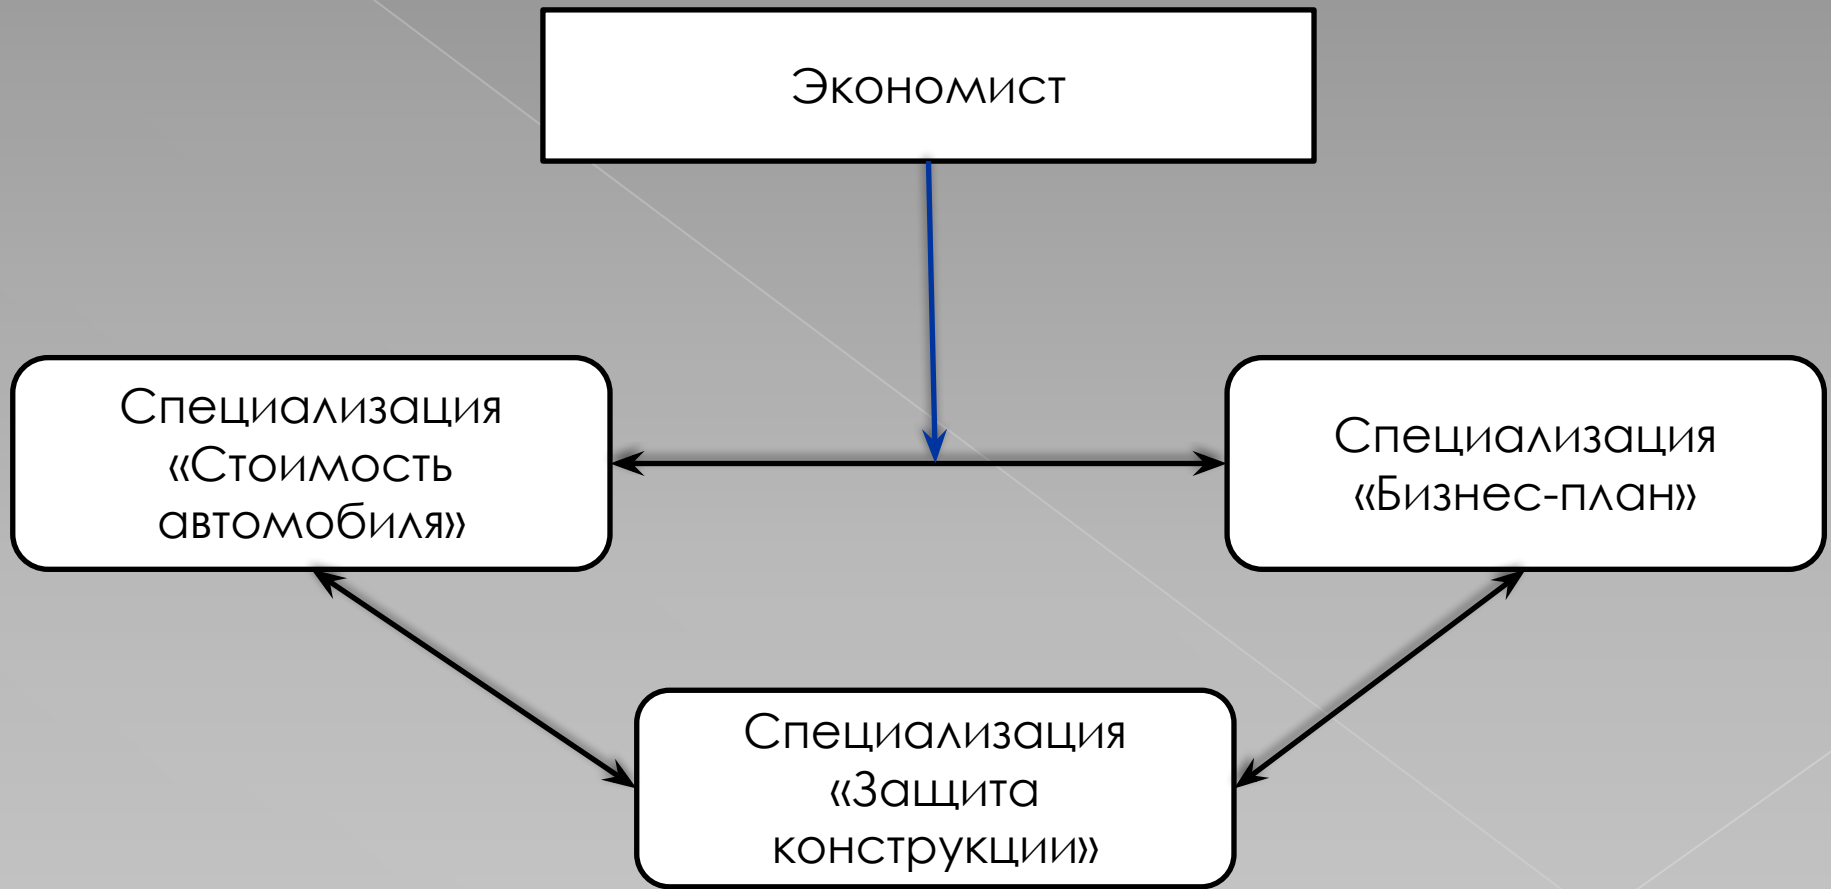 Экономист
Специализация
«Стоимость
автомобиля»
Специализация
«Бизнес-план»
Специализация
«Защита
конструкции»